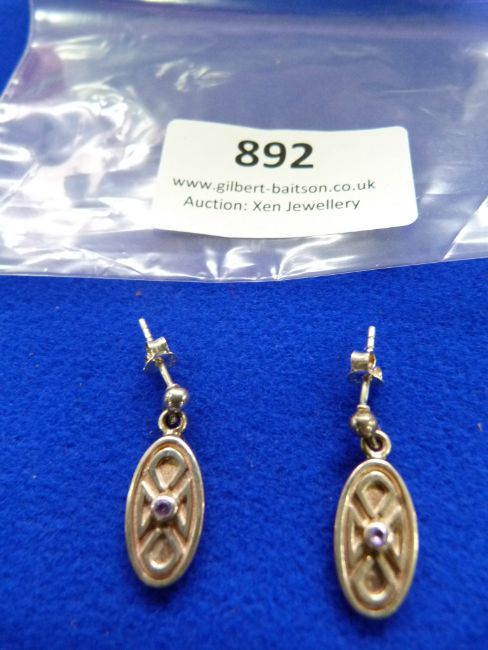 892
www.gilbert-baitson.co.uk
Auction: Xen Jewellery